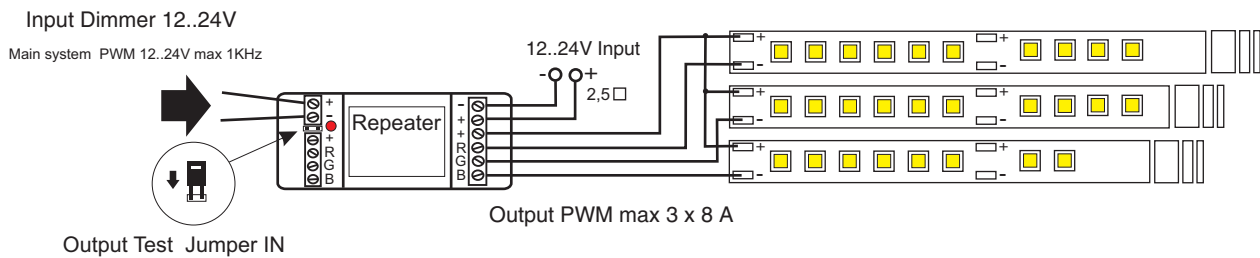 Input Dimmer 12..24V
Main system PWM 12..24V max 1KHz
12..24V Input
- +
2,5□
+
-
Repeater
+
R
G
B
-
+
+
R
G
B
+ +
- -
+ +
- -
+ +
- -
Output PWM max 3 x 8 A
Output Test Jumper IN